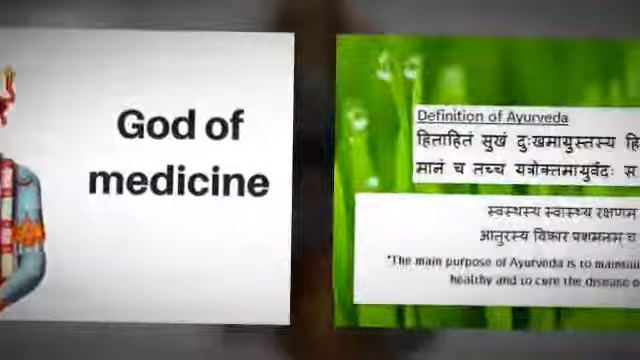 God of
medicine
Definition of Ayurveda
हिताहितं सुखं दुःखमायुस्तस्य हि
मानं च तच्च यत्रोक्तमायुर्वेदः स
स्वस्थस्य स्वास्थ्य रक्षणम
आतुरस्य विकार प्रशमनम च
"The main purpose of Ayurveda is to maintai
healthy and to cure the disease o